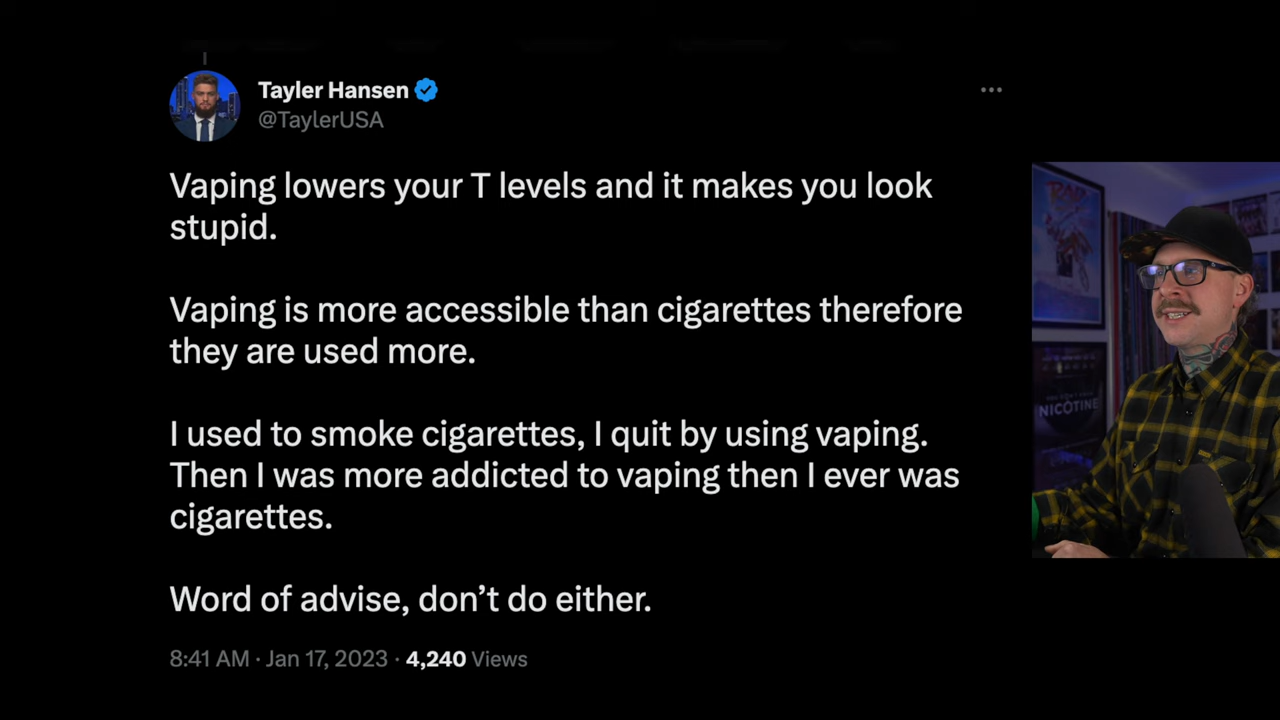 Tayler Hansen
@TaylerUSA
Vaping lowers your T levels and it makes you look
stupid.
Vaping is more accessible than cigarettes therefore
they are used more.
I used to smoke cigarettes, I quit by using vaping.
Then I was more addicted to vaping then I ever was
cigarettes.
Word of advise, don’t do either.
8:41 AM · Jan 17, 2023 · 4,240 Views
RAD
NICOTINE